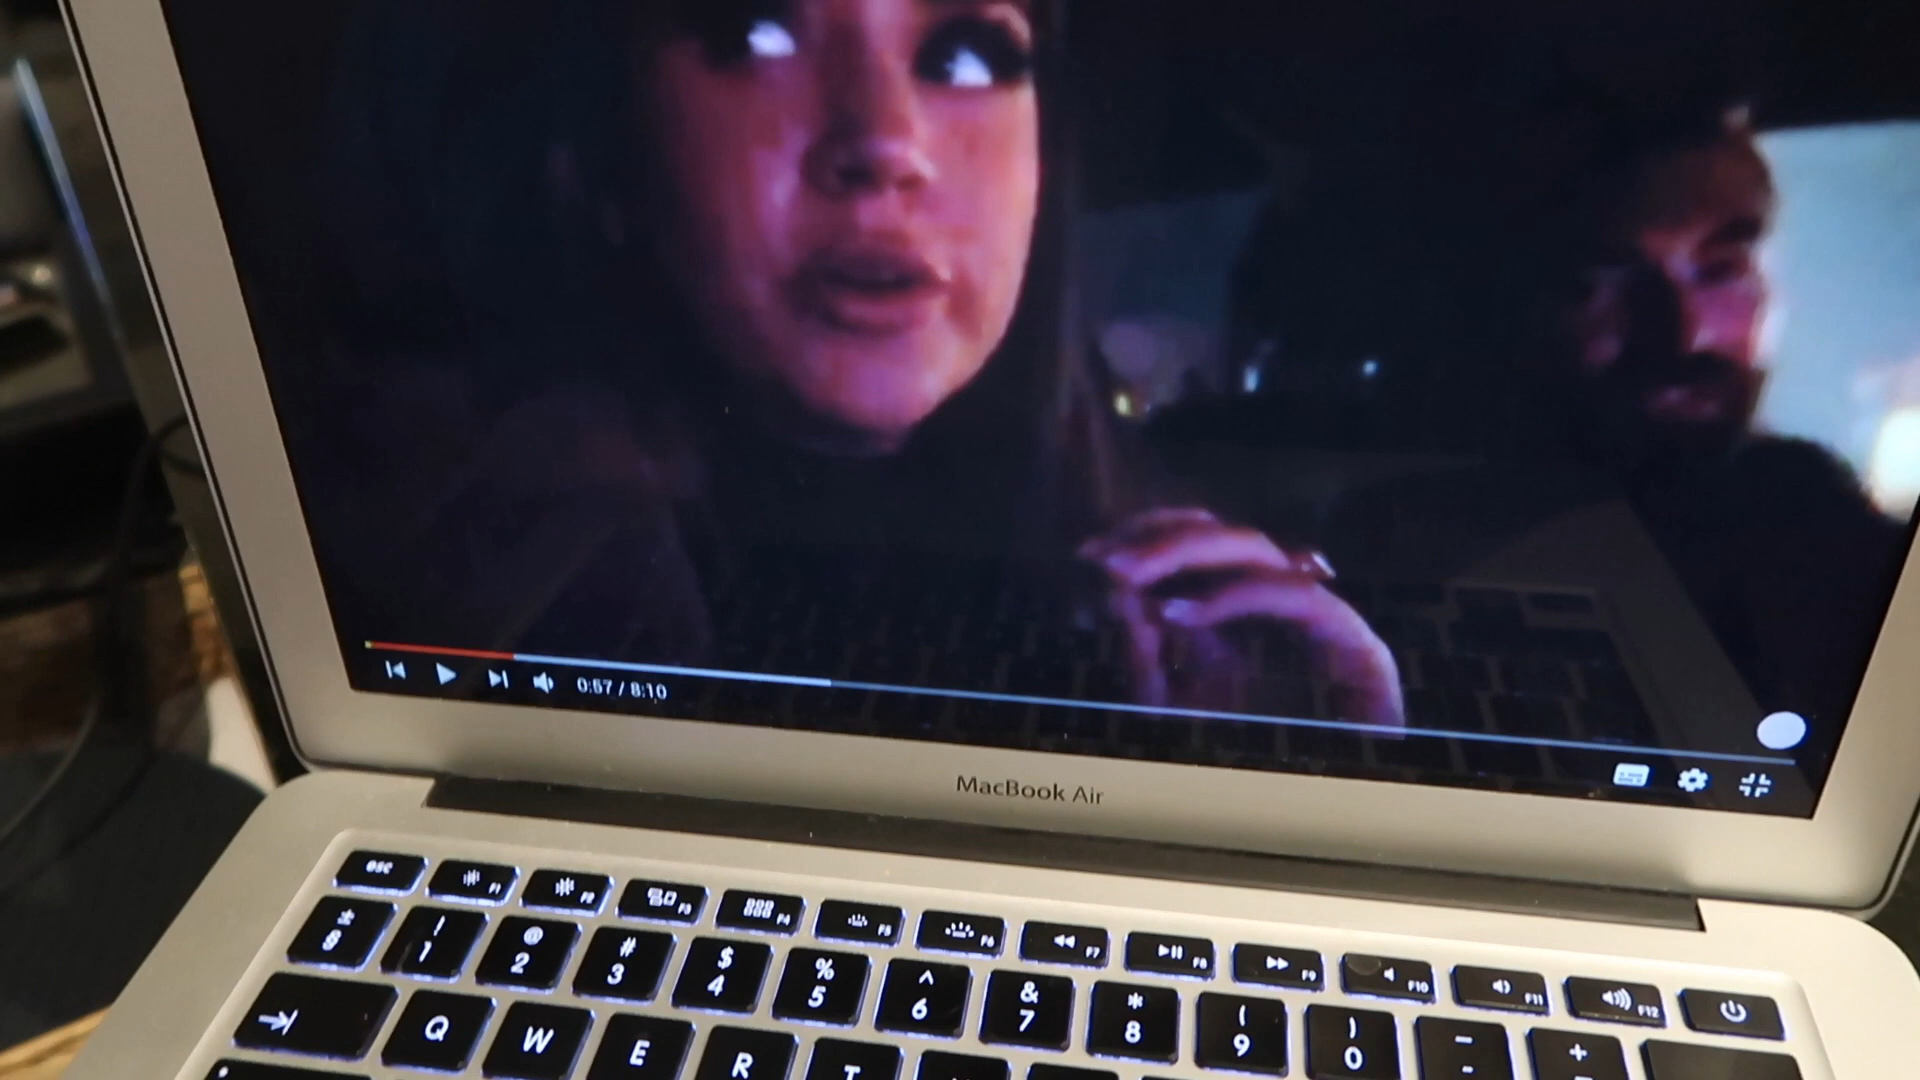 0:57 / 8:10
MacBook Air
esc F1 F2 F3 F4 F5 F6 F7 F8 F9 F10 F11 F12
± ! @ # $ % ^ & * ( ) _ +
§ 1 2 3 4 5 6 7 8 9 0 - =
Q W E R T